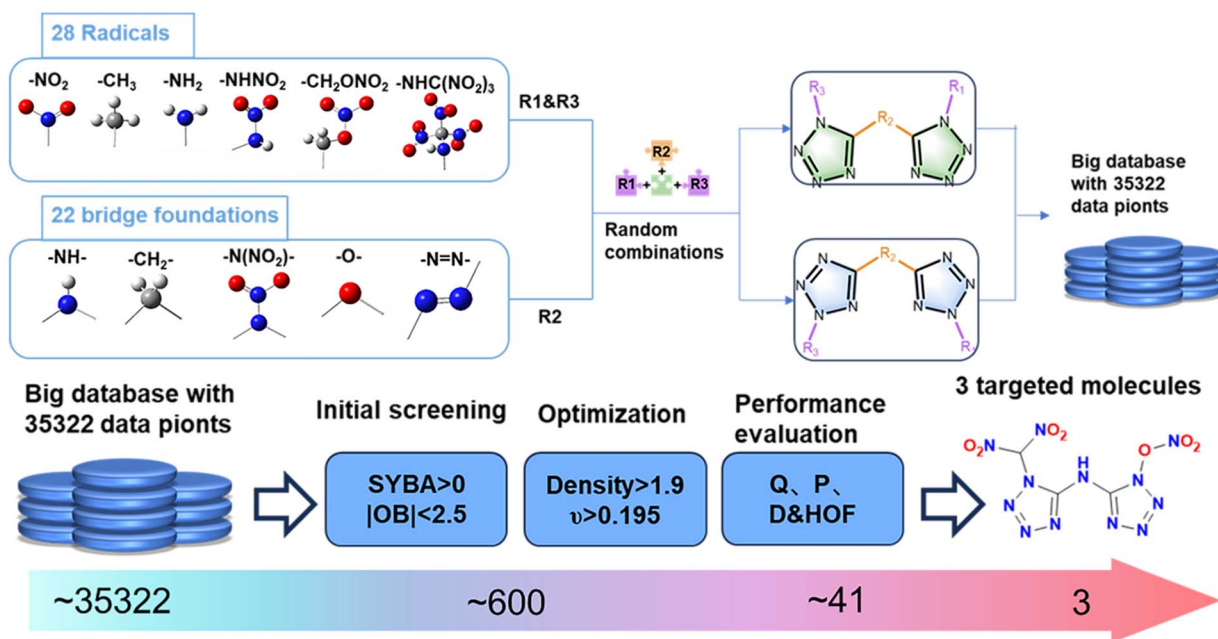 28 Radicals
-NO2 -CH3 -NH2 -NHNO2 -CH2ONO2 -NHC(NO2)3
R1&R3
22 bridge foundations
-NH- -CH2- -N(NO2)- -O- -N=N-
R2
R2
+
R1 + + R3
Random
combinations
R3 R1
R2
N N
N N
N N
N N
R2
N N
N N
N N
N N
R3 R1
Big database
with 35322
data pionts
Big database with
35322 data pionts
Initial screening
SYBA>0
|OB|<2.5
Optimization
Density>1.9
υ>0.195
Performance
evaluation
Q、P、
D&HOF
3 targeted molecules
NO2
O2N
O NO2
H
N
N N
N N
N N
N N
~35322 ~600 ~41 3